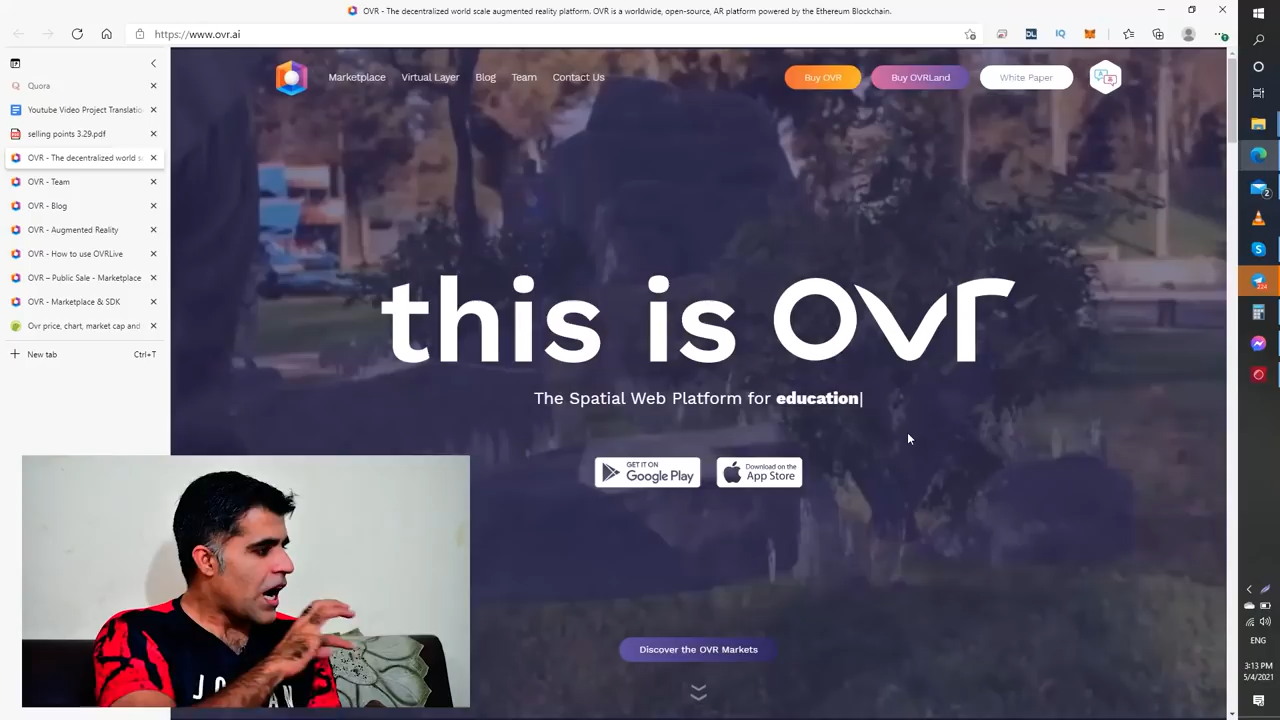 OVR - The decentralized world scale augmented reality platform. OVR is a worldwide, open-source, AR platform powered by the Ethereum Blockchain.
https://www.ovr.ai
Quora
Youtube Video Project Translatio
selling points 3.29.pdf
OVR - The decentralized world s
OVR - Team
OVR - Blog
OVR - Augmented Reality
OVR - How to use OVRLive
OVR – Public Sale - Marketplace
OVR - Marketplace & SDK
Ovr price, chart, market cap and
New tab Ctrl+T
Marketplace Virtual Layer Blog Team Contact Us Buy OVR Buy OVRLand White Paper
this is ovr
The Spatial Web Platform for education|
GET IT ON
Google Play
Download on the
App Store
Discover the OVR Markets
DL
IQ
2
224
ENG
3:13 PM
5/4/2021